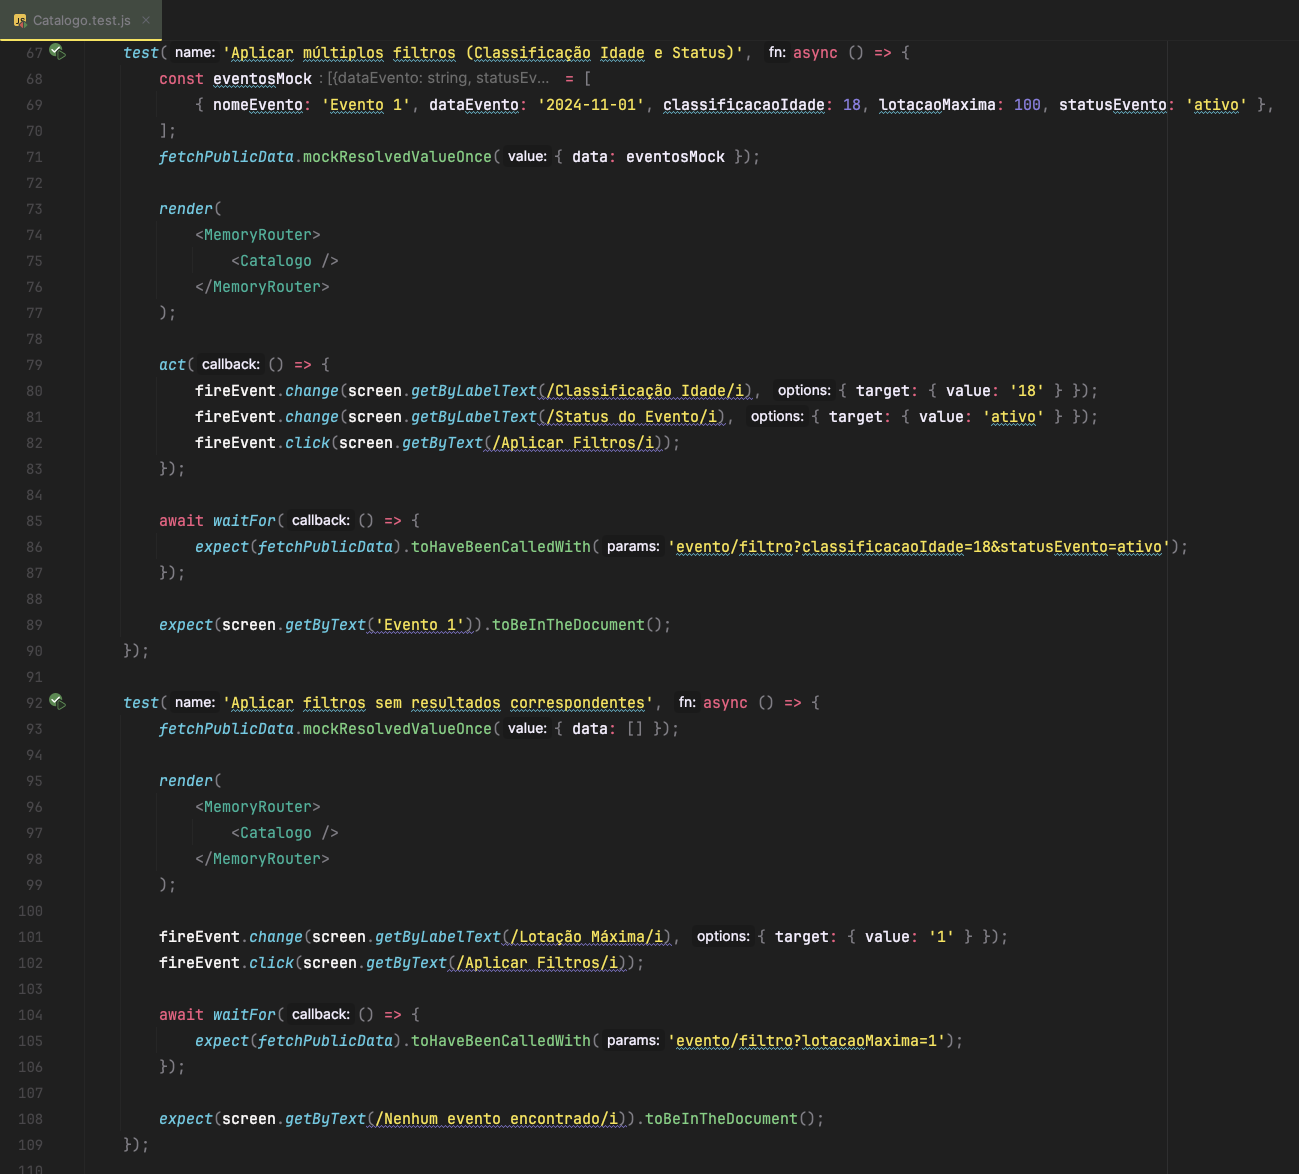 Catalogo.test.js ×
67 test( name: 'Aplicar múltiplos filtros (Classificação Idade e Status)', fn: async () => {
68 const eventosMock : [{dataEvento: string, statusEv... = [
69 { nomeEvento: 'Evento 1', dataEvento: '2024-11-01', classificacaoIdade: 18, lotacaoMaxima: 100, statusEvento: 'ativo' },
70 ];
71 fetchPublicData.mockResolvedValueOnce( value: { data: eventosMock });
72
73 render(
74 <MemoryRouter>
75 <Catalogo />
76 </MemoryRouter>
77 );
78
79 act( callback: () => {
80 fireEvent.change(screen.getByLabelText(/Classificação Idade/i), options: { target: { value: '18' } });
81 fireEvent.change(screen.getByLabelText(/Status do Evento/i), options: { target: { value: 'ativo' } });
82 fireEvent.click(screen.getByText(/Aplicar Filtros/i));
83 });
84
85 await waitFor( callback: () => {
86 expect(fetchPublicData).toHaveBeenCalledWith( params: 'evento/filtro?classificacaoIdade=18&statusEvento=ativo');
87 });
88
89 expect(screen.getByText('Evento 1')).toBeInTheDocument();
90 });
91
92 test( name: 'Aplicar filtros sem resultados correspondentes', fn: async () => {
93 fetchPublicData.mockResolvedValueOnce( value: { data: [] });
94
95 render(
96 <MemoryRouter>
97 <Catalogo />
98 </MemoryRouter>
99 );
100
101 fireEvent.change(screen.getByLabelText(/Lotação Máxima/i), options: { target: { value: '1' } });
102 fireEvent.click(screen.getByText(/Aplicar Filtros/i));
103
104 await waitFor( callback: () => {
105 expect(fetchPublicData).toHaveBeenCalledWith( params: 'evento/filtro?lotacaoMaxima=1');
106 });
107
108 expect(screen.getByText(/Nenhum evento encontrado/i)).toBeInTheDocument();
109 });
110